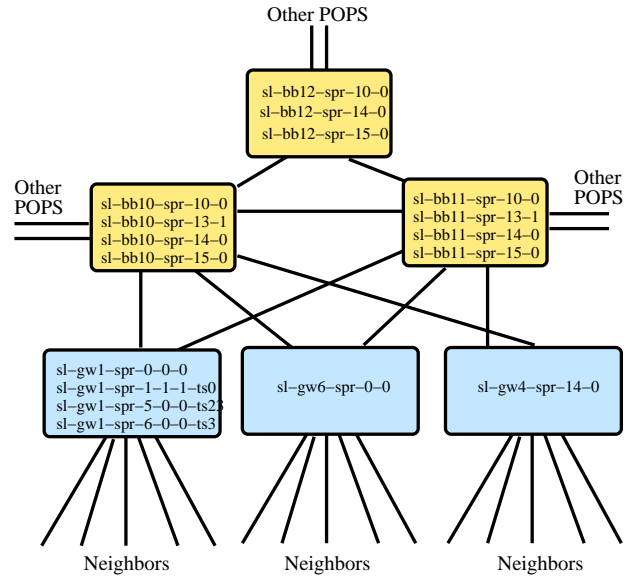 Other POPS
sl–bb12–spr–10–0
sl–bb12–spr–14–0
sl–bb12–spr–15–0
Other
POPS
sl–bb10–spr–10–0
sl–bb10–spr–13–1
sl–bb10–spr–14–0
sl–bb10–spr–15–0
sl–bb11–spr–10–0
sl–bb11–spr–13–1
sl–bb11–spr–14–0
sl–bb11–spr–15–0
Other
POPS
sl–gw1–spr–0–0–0
sl–gw1–spr–1–1–1–ts0
sl–gw1–spr–5–0–0–ts23
sl–gw1–spr–6–0–0–ts3
sl–gw6–spr–0–0
sl–gw4–spr–14–0
Neighbors
Neighbors
Neighbors